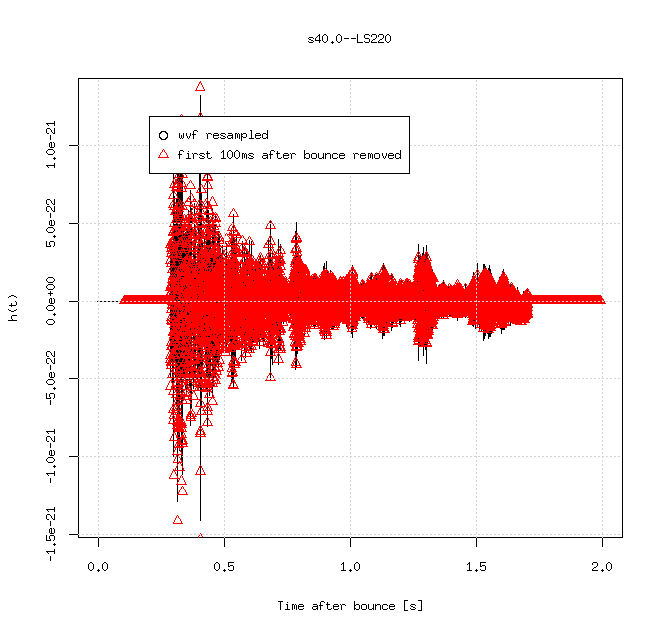 s40.0--LS220
wvf resampled
first 100ms after bounce removed
h(t)
1.0e-21
5.0e-22
0.0e+00
-5.0e-22
-1.0e-21
-1.5e-21
0.0 0.5 1.0 1.5 2.0
Time after bounce [s]